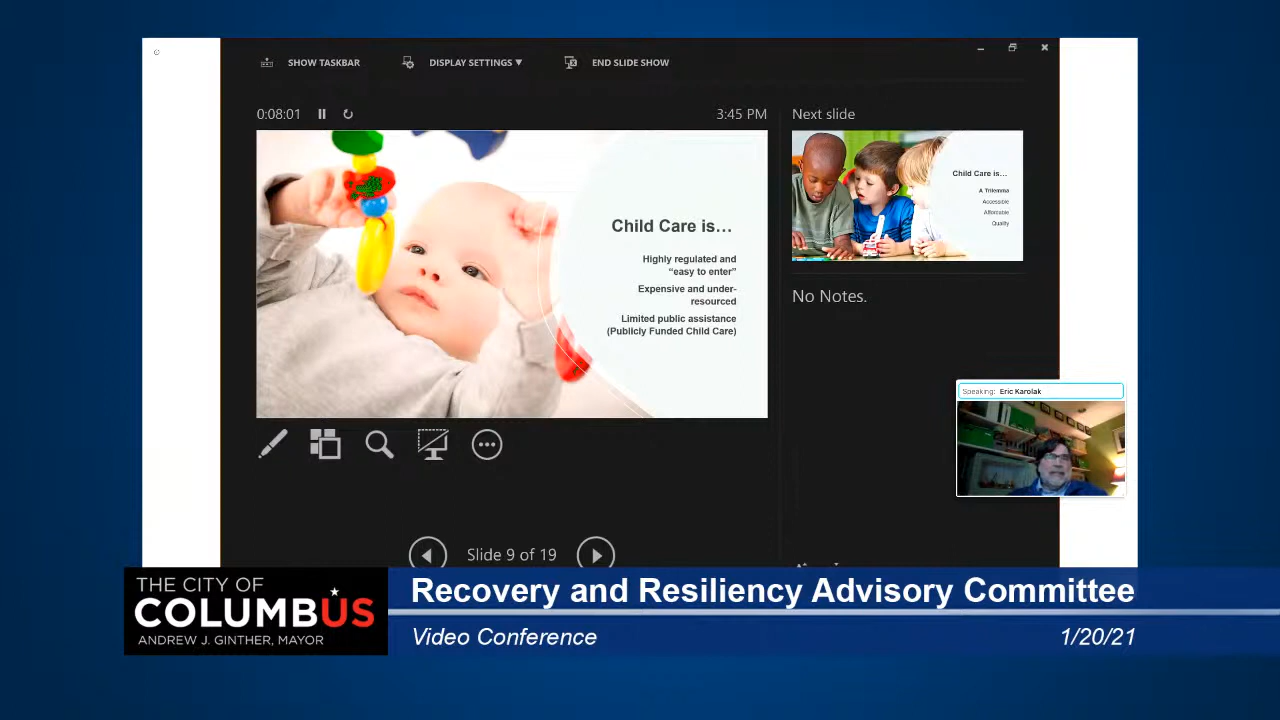 SHOW TASKBAR
DISPLAY SETTINGS ▼
END SLIDE SHOW
0:08:01
3:45 PM
Next slide
Child Care is…
Highly regulated and
“easy to enter”
Expensive and under-
resourced
Limited public assistance
(Publicly Funded Child Care)
Child Care is…
A Trilemma
Accessible
Affordable
Quality
No Notes.
Speaking: Eric Karolak
Slide 9 of 19
THE CITY OF
COLUMBUS
ANDREW J. GINTHER, MAYOR
Recovery and Resiliency Advisory Committee
Video Conference
1/20/21